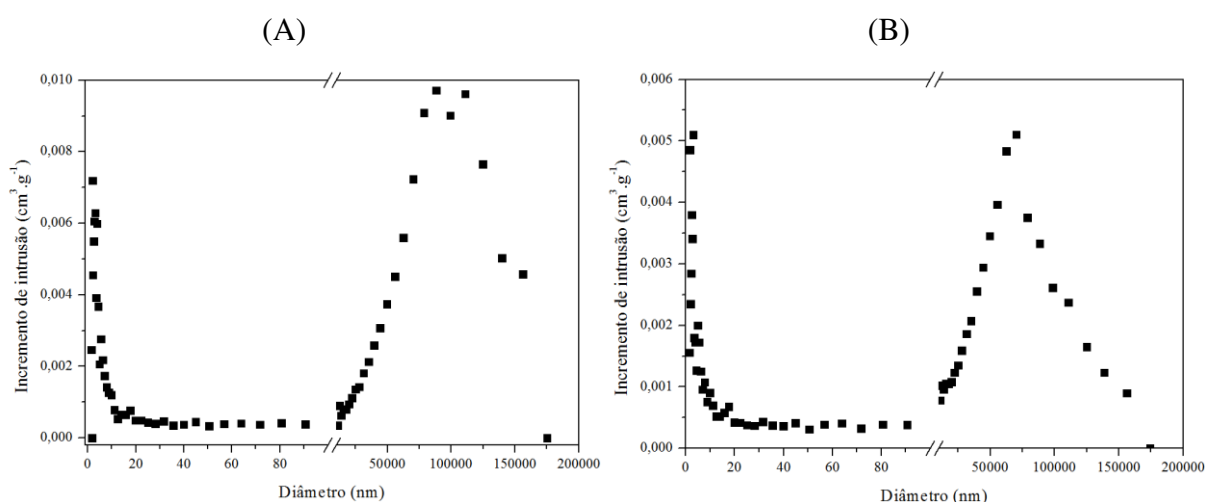 (A)
(B)
0,010
0,008
0,006
0,004
0,002
0,000
Incremento de intrusão (cm³.g⁻¹)
0 20 40 60 80 50000 100000 150000 200000
Diâmetro (nm)
0,006
0,005
0,004
0,003
0,002
0,001
0,000
Incremento de intrusão (cm³.g⁻¹)
0 20 40 60 80 50000 100000 150000 200000
Diâmetro (nm)